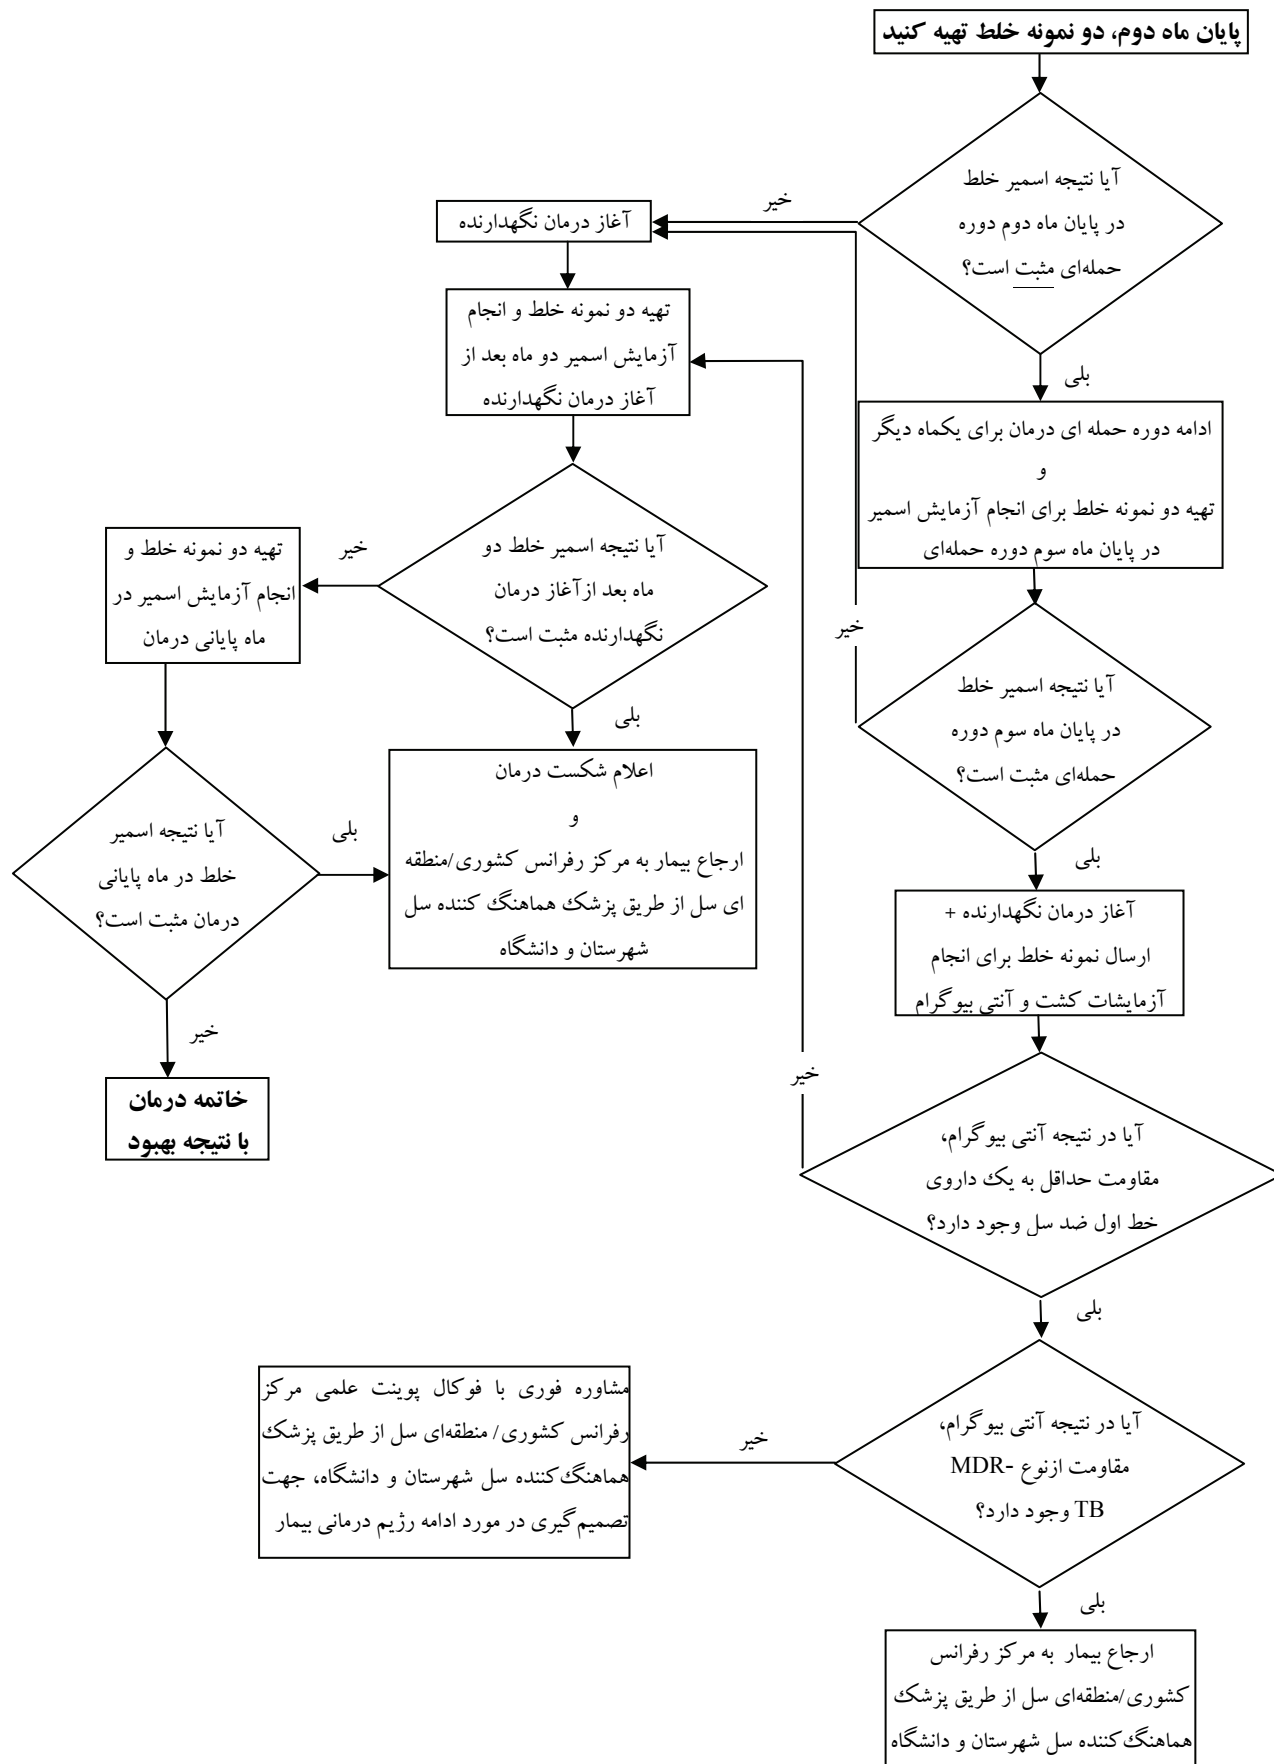 پایان ماه دوم، دو نمونه خلط تهیه کنید
آیا نتیجه اسمیر خلط
در پایان ماه دوم دوره
حمله‌ای مثبت است؟
خیر
بلی
آغاز درمان نگهدارنده
تهیه دو نمونه خلط و انجام
آزمایش اسمیر دو ماه بعد از
آغاز درمان نگهدارنده
ادامه دوره حمله ای درمان برای یکماه دیگر
و
تهیه دو نمونه خلط برای انجام آزمایش اسمیر
در پایان ماه سوم دوره حمله‌ای
آیا نتیجه اسمیر خلط دو
ماه بعد از آغاز درمان
نگهدارنده مثبت است؟
خیر
بلی
تهیه دو نمونه خلط و
انجام آزمایش اسمیر در
ماه پایانی درمان
آیا نتیجه اسمیر خلط
در پایان ماه سوم دوره
حمله‌ای مثبت است؟
خیر
بلی
اعلام شکست درمان
و
ارجاع بیمار به مرکز رفرانس کشوری/منطقه
ای سل از طریق پزشک هماهنگ کننده سل
شهرستان و دانشگاه
آیا نتیجه اسمیر
خلط در ماه پایانی
درمان مثبت است؟
بلی
خیر
خاتمه درمان
با نتیجه بهبود
آغاز درمان نگهدارنده +
ارسال نمونه خلط برای انجام
آزمایشات کشت و آنتی بیوگرام
آیا در نتیجه آنتی بیوگرام،
مقاومت حداقل به یک داروی
خط اول ضد سل وجود دارد؟
خیر
بلی
آیا در نتیجه آنتی بیوگرام،
مقاومت ازنوع MDR-
TB وجود دارد؟
خیر
بلی
مشاوره فوری با فوکال پوینت علمی مرکز
رفرانس کشوری/ منطقه‌ای سل از طریق پزشک
هماهنگ‌کننده سل شهرستان و دانشگاه، جهت
تصمیم‌گیری در مورد ادامه رژیم درمانی بیمار
ارجاع بیمار به مرکز رفرانس
کشوری/منطقه‌ای سل از طریق پزشک
هماهنگ‌کننده سل شهرستان و دانشگاه